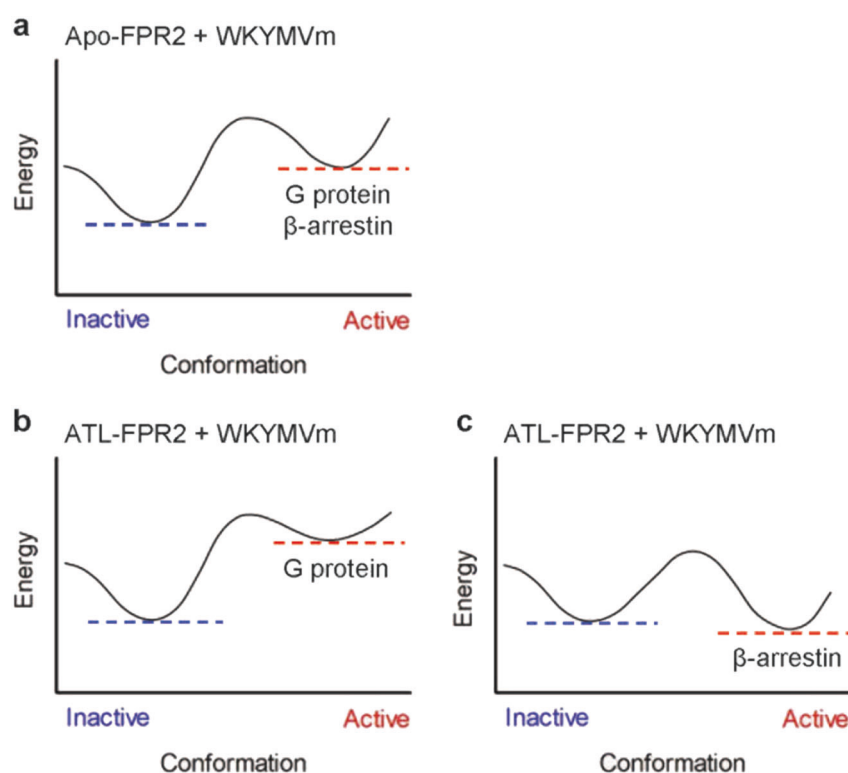 a
Apo-FPR2 + WKYMVm
Energy
G protein
β-arrestin
Inactive
Active
Conformation
b
ATL-FPR2 + WKYMVm
Energy
G protein
Inactive
Active
Conformation
c
ATL-FPR2 + WKYMVm
Energy
β-arrestin
Inactive
Active
Conformation